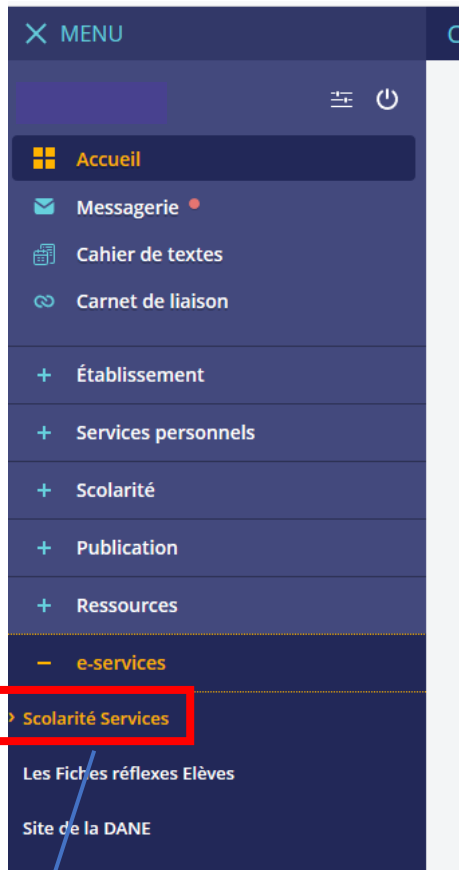 MENU
Accueil
Messagerie
Cahier de textes
Carnet de liaison
+ Établissement
+ Services personnels
+ Scolarité
+ Publication
+ Ressources
− e-services
› Scolarité Services
Les Fiches réflexes Elèves
Site de la DANE